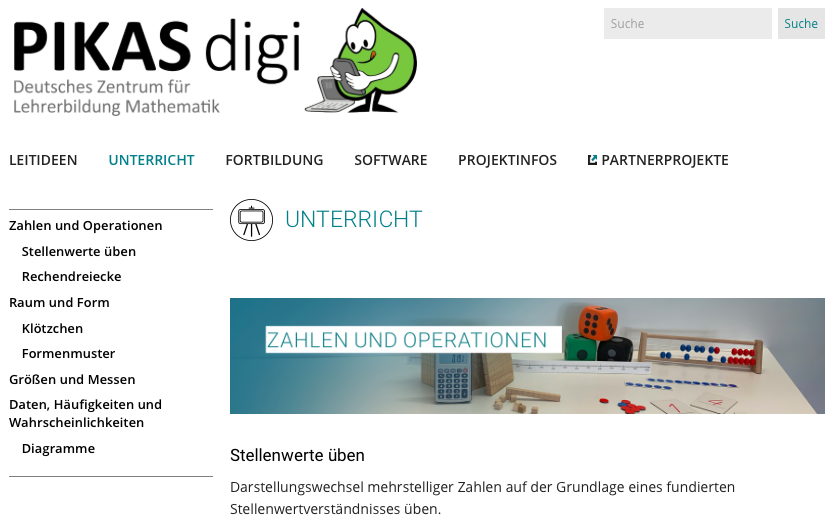 PIKAS digi
Deutsches Zentrum für
Lehrerbildung Mathematik
Suche
Suche
LEITIDEEN
UNTERRICHT
FORTBILDUNG
SOFTWARE
PROJEKTINFOS
PARTNERPROJEKTE
Zahlen und Operationen
Stellenwerte üben
Rechendreiecke
Raum und Form
Klötzchen
Formenmuster
Größen und Messen
Daten, Häufigkeiten und
Wahrscheinlichkeiten
Diagramme
UNTERRICHT
ZAHLEN UND OPERATIONEN
Stellenwerte üben
Darstellungswechsel mehrstelliger Zahlen auf der Grundlage eines fundierten
Stellenwertverständnisses üben.